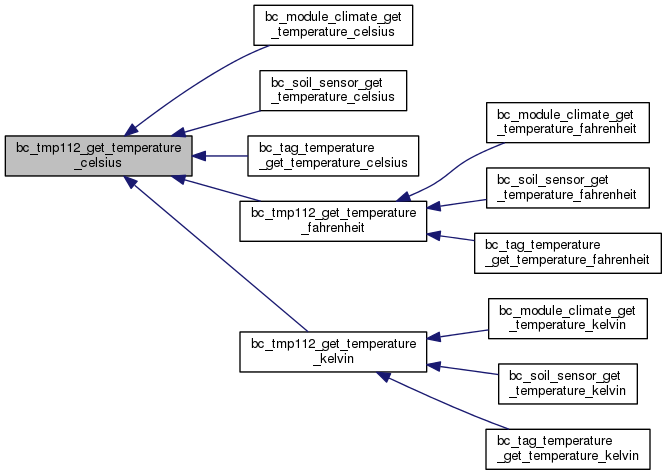 bc_module_climate_get
_temperature_celsius
bc_soil_sensor_get
_temperature_celsius
bc_tmp112_get_temperature
_celsius
bc_tag_temperature
_get_temperature_celsius
bc_tmp112_get_temperature
_fahrenheit
bc_module_climate_get
_temperature_fahrenheit
bc_soil_sensor_get
_temperature_fahrenheit
bc_tag_temperature
_get_temperature_fahrenheit
bc_tmp112_get_temperature
_kelvin
bc_module_climate_get
_temperature_kelvin
bc_soil_sensor_get
_temperature_kelvin
bc_tag_temperature
_get_temperature_kelvin